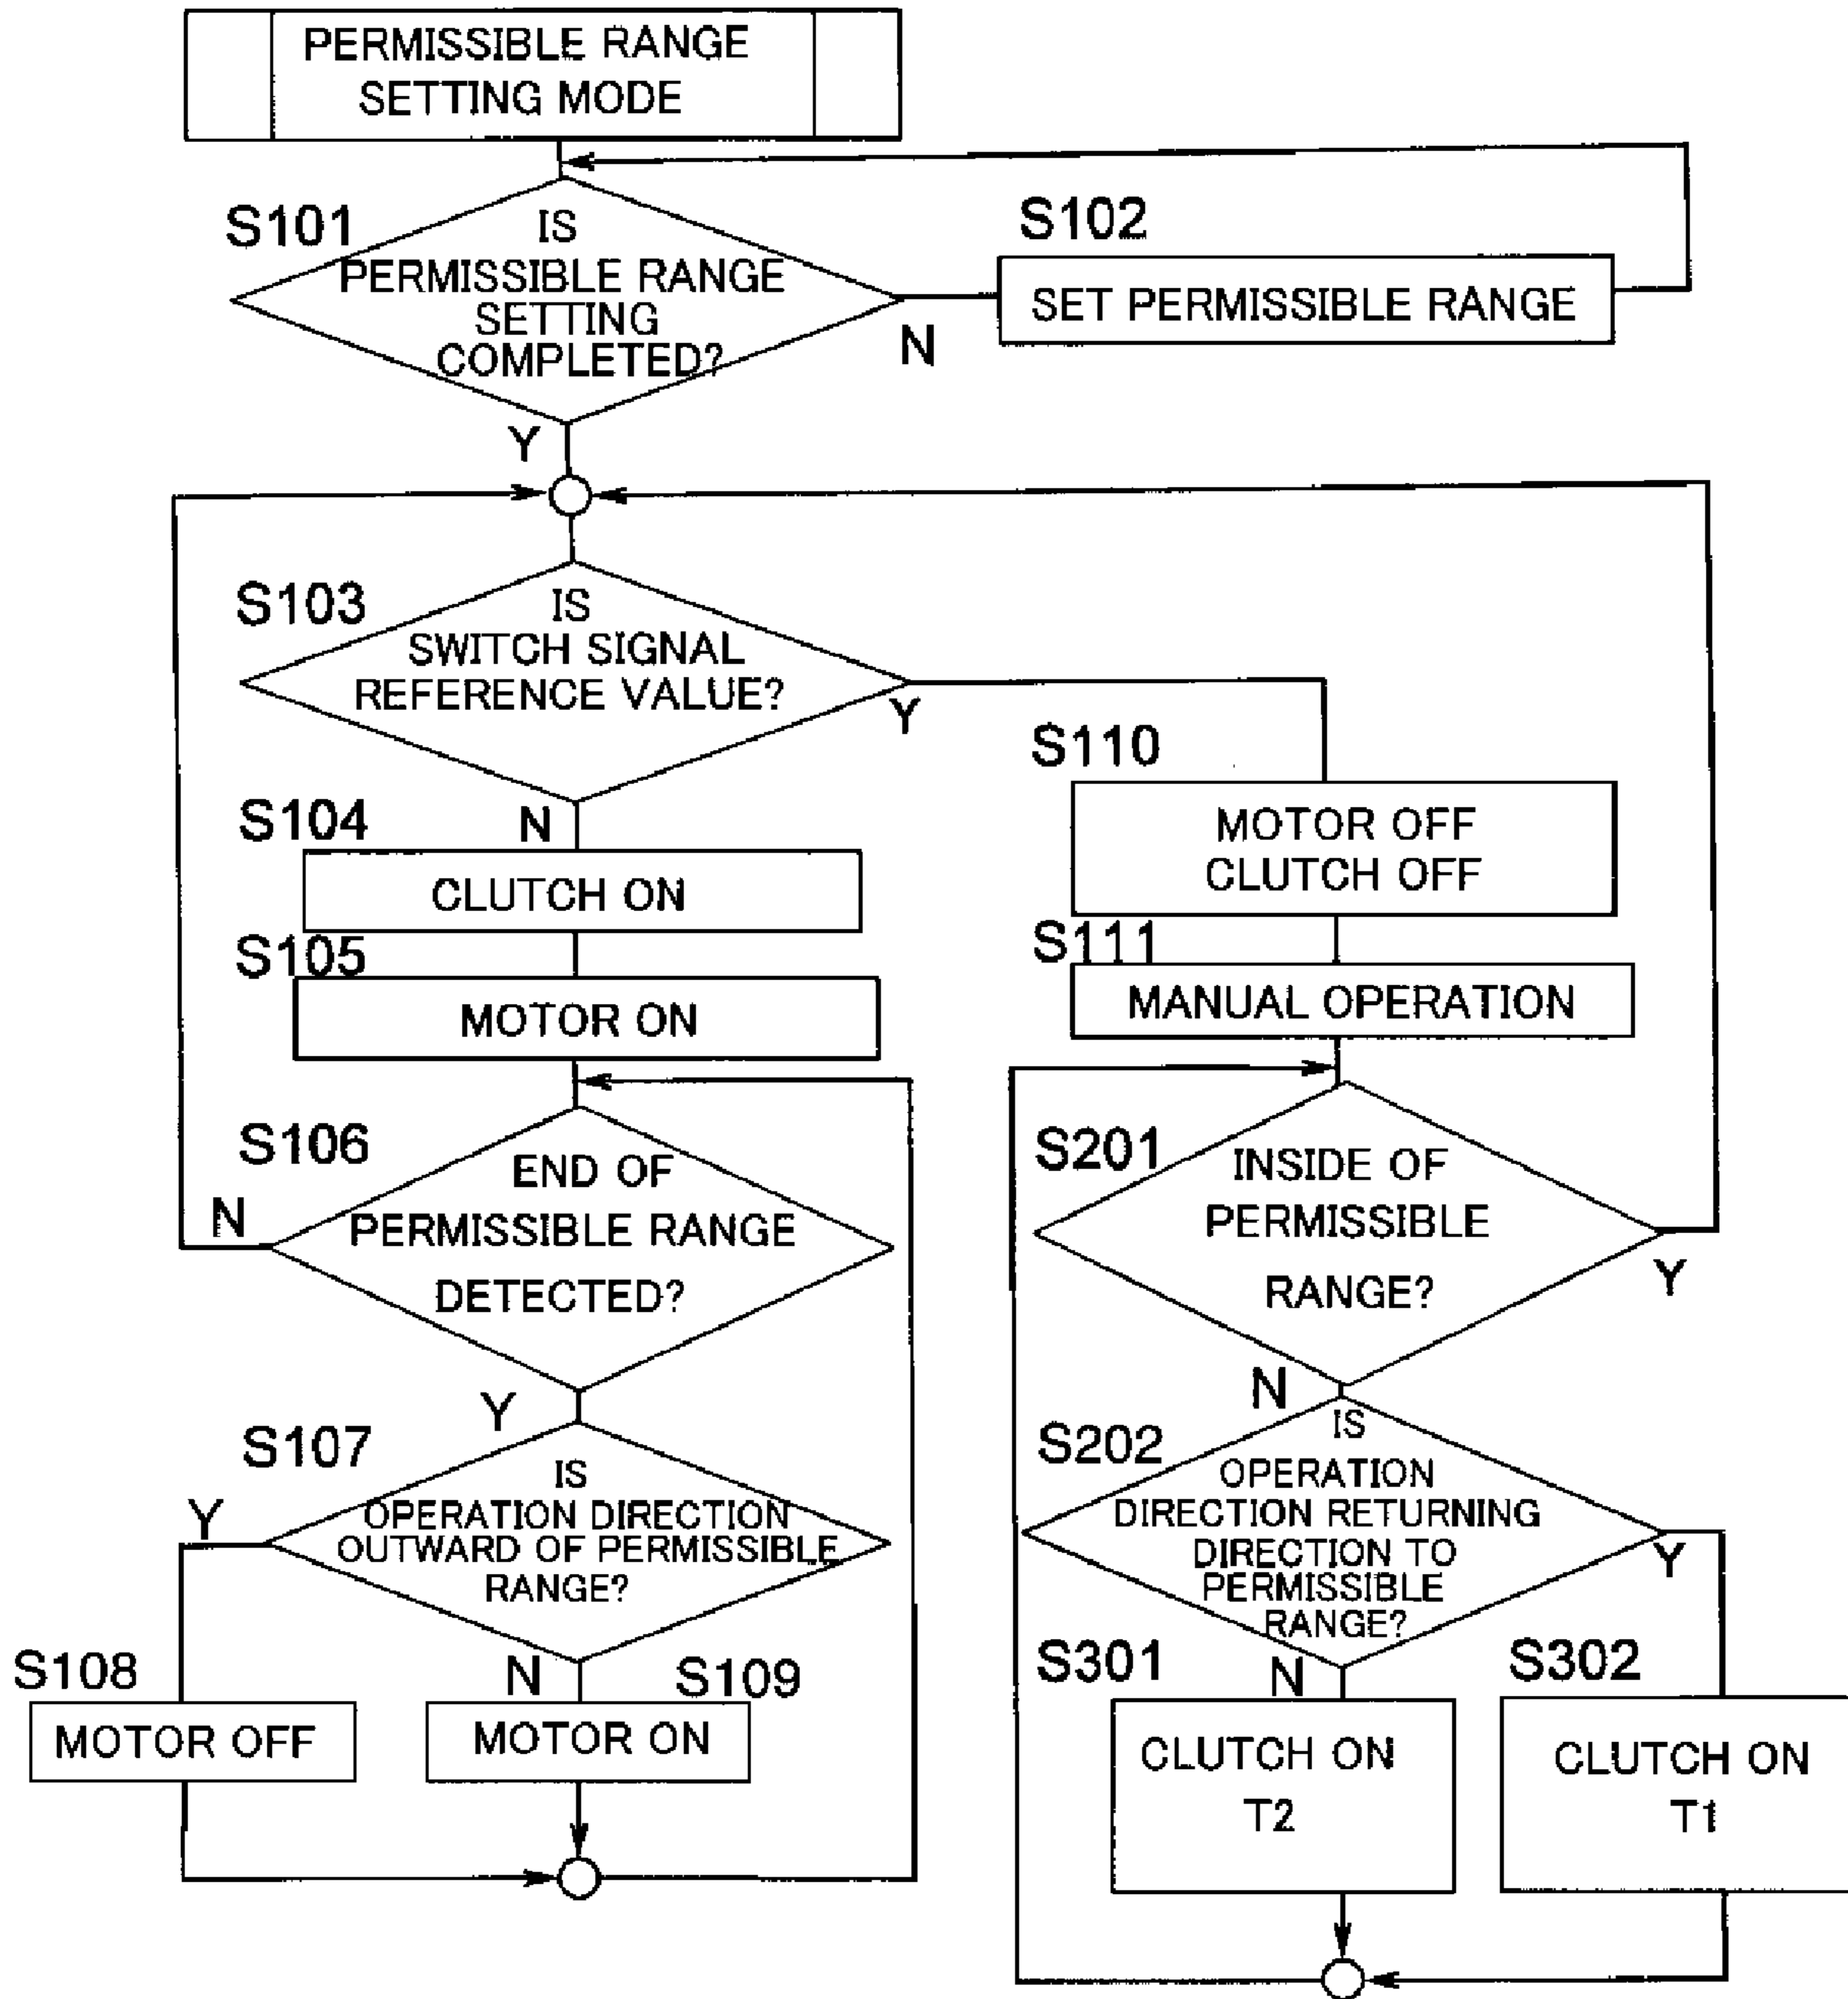 PERMISSIBLE RANGE
SETTING MODE
S101
IS
PERMISSIBLE RANGE
SETTING
COMPLETED?
N
Y
S102
SET PERMISSIBLE RANGE
S103
IS
SWITCH SIGNAL
REFERENCE VALUE?
Y
N
S104
CLUTCH ON
S105
MOTOR ON
S106
END OF
PERMISSIBLE RANGE
DETECTED?
N
Y
S107
IS
OPERATION DIRECTION
OUTWARD OF PERMISSIBLE
RANGE?
Y
N
S108
MOTOR OFF
S109
MOTOR ON
S110
MOTOR OFF
CLUTCH OFF
S111
MANUAL OPERATION
S201
INSIDE OF
PERMISSIBLE
RANGE?
Y
N
S202
IS
OPERATION
DIRECTION RETURNING
DIRECTION TO
PERMISSIBLE
RANGE?
Y
N
S301
CLUTCH ON
T2
S302
CLUTCH ON
T1